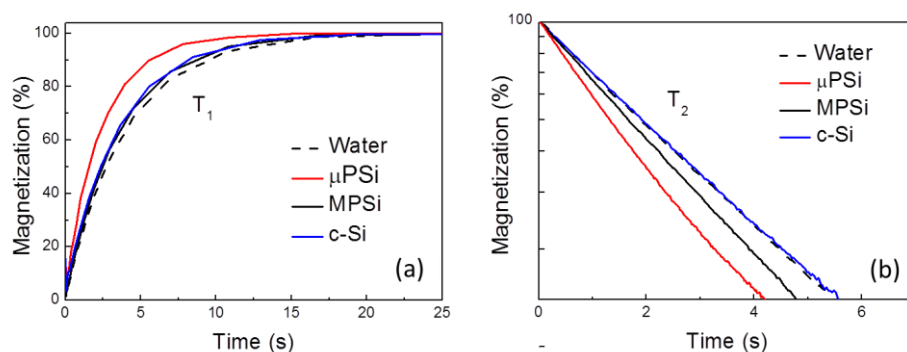 100
80
60
40
20
0
Magnetization (%)
T1
Water
μPSi
MPSi
c-Si
(a)
0 5 10 15 20 25
Time (s)
100
Magnetization (%)
T2
Water
μPSi
MPSi
c-Si
(b)
0 2 4 6
Time (s)